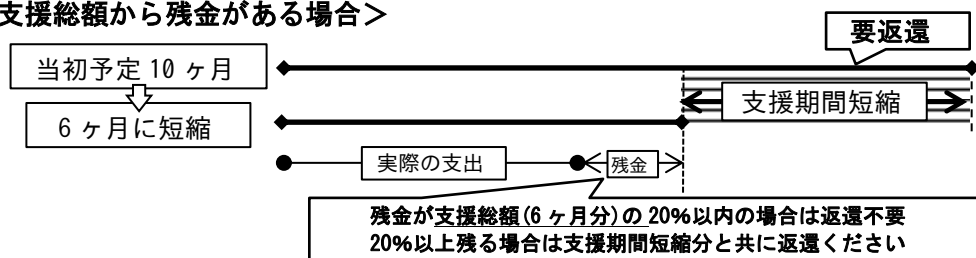 支援総額から残金がある場合＞
要返還
当初予定 10 ヶ月
支援期間短縮
6 ヶ月に短縮
実際の支出
残金
残金が支援総額(6 ヶ月分)の 20%以内の場合は返還不要
20%以上残る場合は支援期間短縮分と共に返還ください